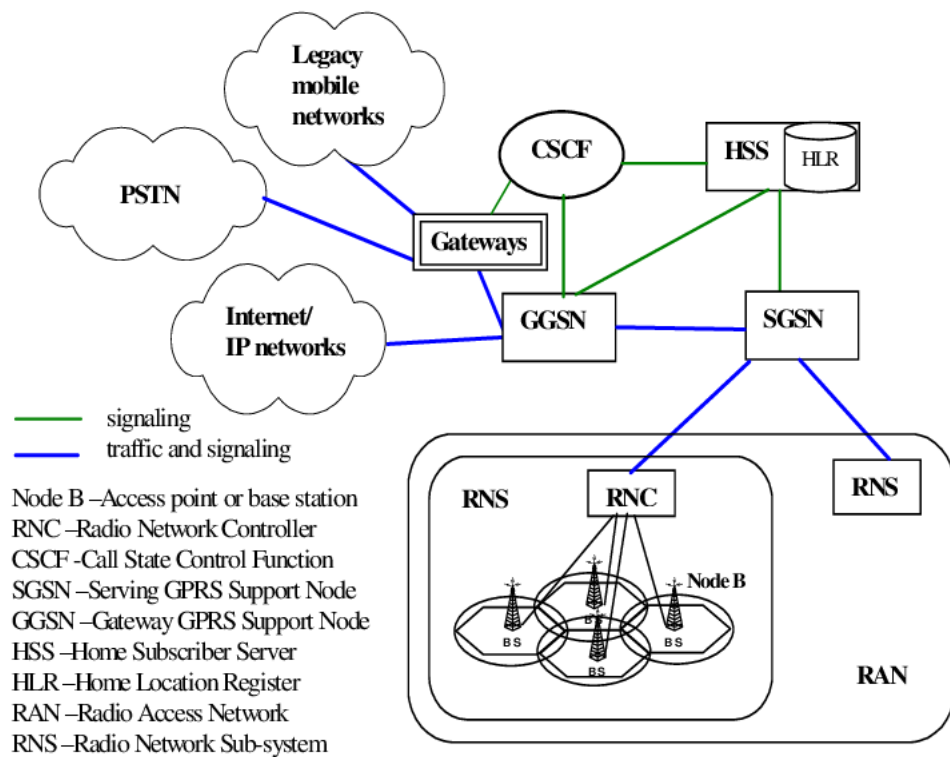 Legacy
mobile
networks
CSCF
HSS
HLR
PSTN
Gateways
Internet/
IP networks
GGSN
SGSN
signaling
traffic and signaling
Node B –Access point or base station
RNC –Radio Network Controller
CSCF -Call State Control Function
SGSN –Serving GPRS Support Node
GGSN –Gateway GPRS Support Node
HSS –Home Subscriber Server
HLR –Home Location Register
RAN –Radio Access Network
RNS –Radio Network Sub-system
RNS
RNC
RNS
Node B
BS
BS
BS
BS
RAN